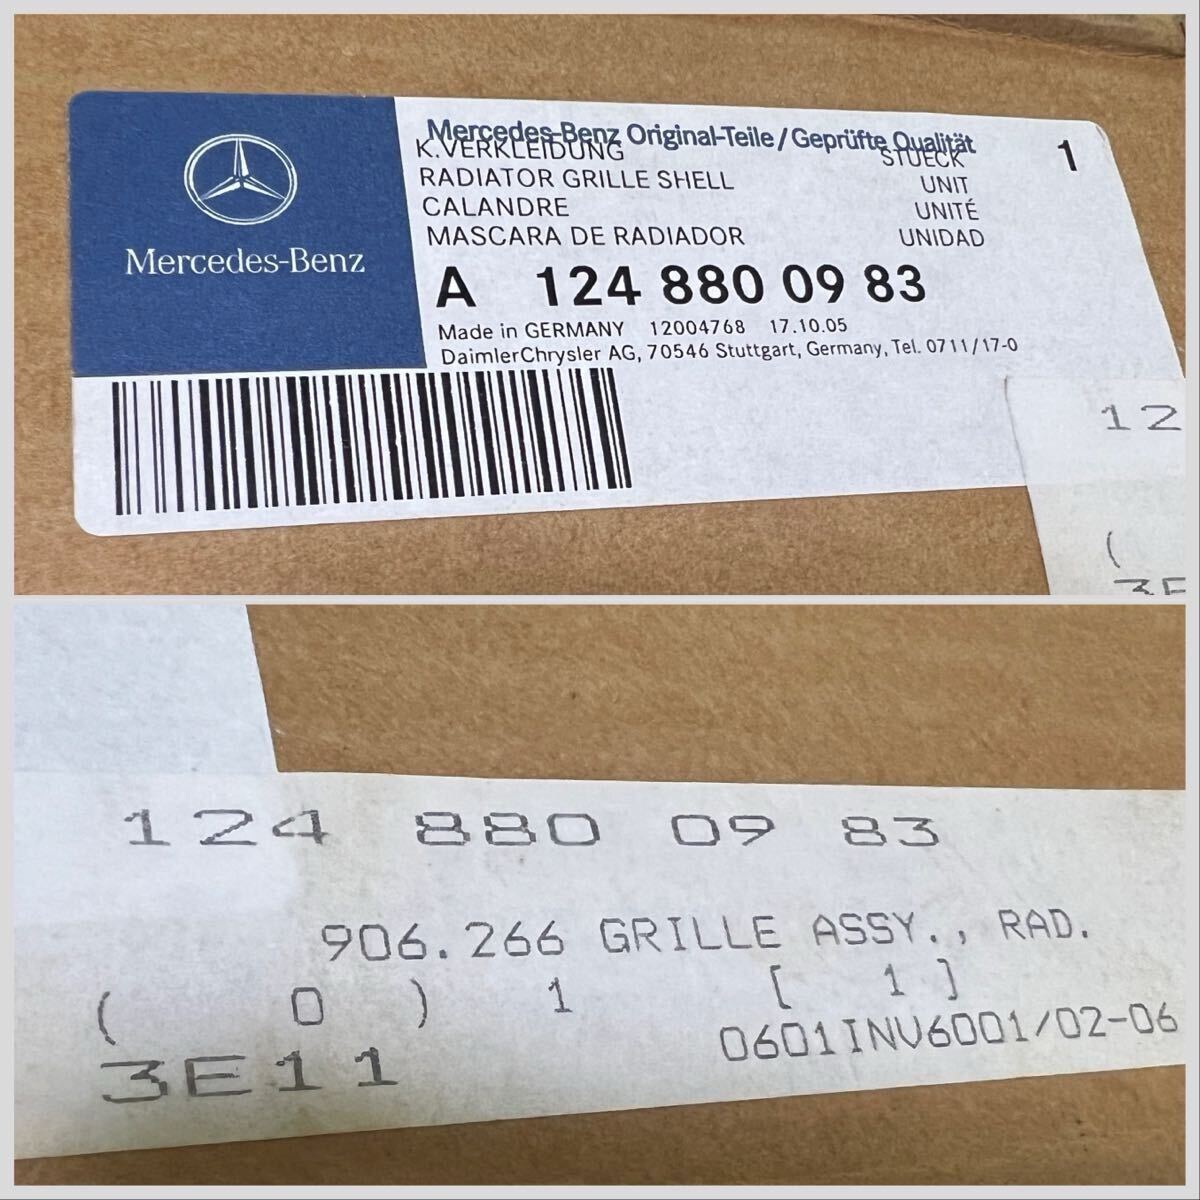 Mercedes-Benz
Mercedes-Benz Original-Teile/Geprüfte Qualität
K.VERKLEIDUNG STUECK 1
RADIATOR GRILLE SHELL UNIT
CALANDRE UNITÉ
MASCARA DE RADIADOR UNIDAD
A 124 880 09 83
Made in GERMANY 12004768 17.10.05
DaimlerChrysler AG, 70546 Stuttgart, Germany, Tel. 0711/17-0
12
(
3E
124 880 09 83
906.266 GRILLE ASSY., RAD.
( 0 ) 1 [ 1 ]
3E11 0601INV6001/02-06